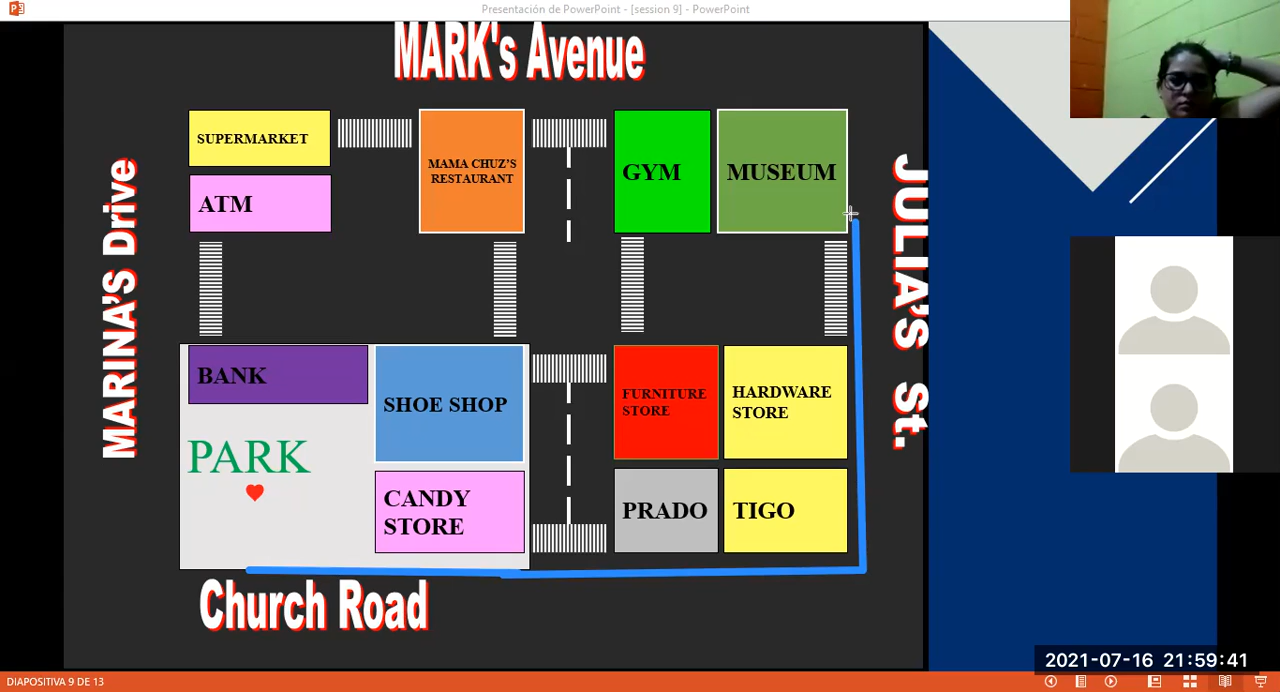 Presentación de PowerPoint - [session 9] - PowerPoint
MARK's Avenue
SUPERMARKET
MAMA CHUZ'S
RESTAURANT
GYM
MUSEUM
ATM
MARINA'S Drive
JULIA'S St.
BANK
SHOE SHOP
FURNITURE
STORE
HARDWARE
STORE
PARK
CANDY
STORE
PRADO
TIGO
Church Road
2021-07-16 21:59:41
DIAPOSITIVA 9 DE 13